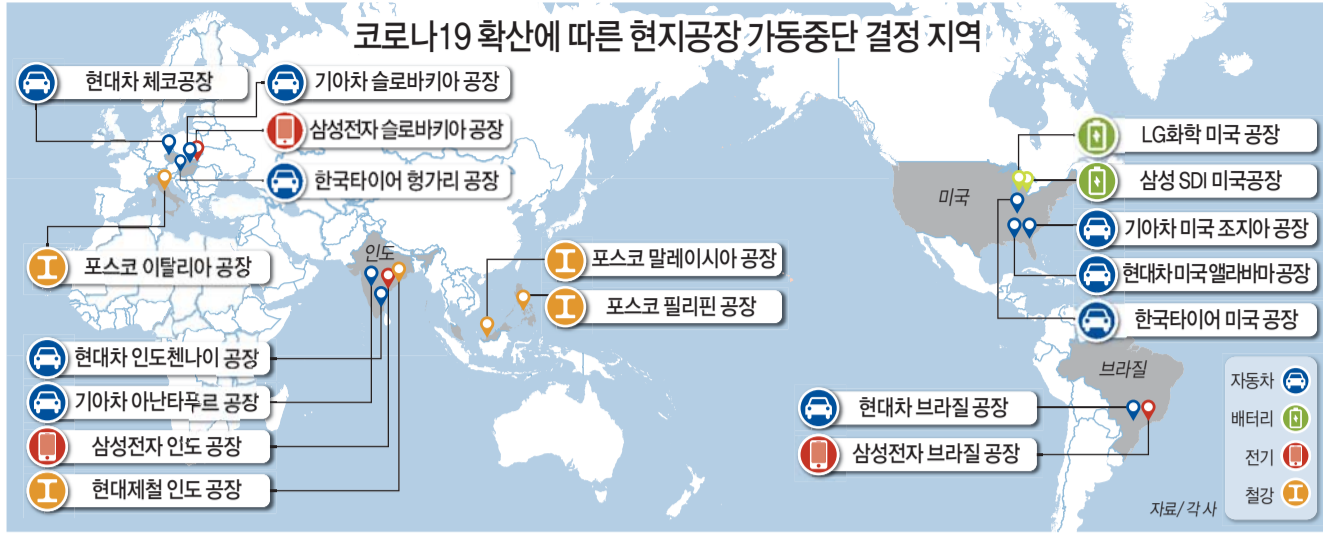 코로나19 확산에 따른 현지공장 가동중단 결정 지역
현대차 체코공장
기아차 슬로바키아 공장
삼성전자 슬로바키아 공장
한국타이어 헝가리 공장
포스코 이탈리아 공장
인도
현대차 인도첸나이 공장
기아차 아난타푸르 공장
삼성전자 인도 공장
현대제철 인도 공장
포스코 말레이시아 공장
포스코 필리핀 공장
미국
LG화학 미국 공장
삼성 SDI 미국공장
기아차 미국 조지아 공장
현대차 미국 앨라바마 공장
한국타이어 미국 공장
브라질
현대차 브라질 공장
삼성전자 브라질 공장
자동차
배터리
전기
철강
자료/각 사